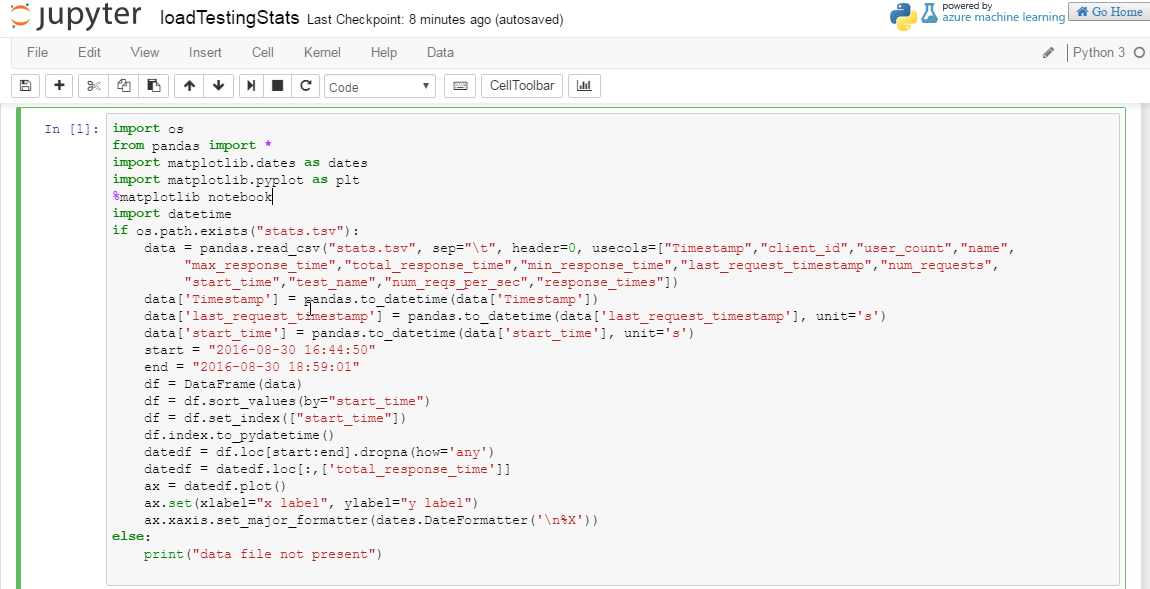 jupyter loadTestingStats Last Checkpoint: 8 minutes ago (autosaved)
powered by
azure machine learning
Go Home
File Edit View Insert Cell Kernel Help Data
Python 3
Code
CellToolbar
In [1]:
import os
from pandas import *
import matplotlib.dates as dates
import matplotlib.pyplot as plt
%matplotlib notebook
import datetime
if os.path.exists("stats.tsv"):
    data = pandas.read_csv("stats.tsv", sep="\t", header=0, usecols=["Timestamp","client_id","user_count","name",
         "max_response_time","total_response_time","min_response_time","last_request_timestamp","num_requests",
         "start_time","test_name","num_reqs_per_sec","response_times"])
    data['Timestamp'] = pandas.to_datetime(data['Timestamp'])
    data['last_request_timestamp'] = pandas.to_datetime(data['last_request_timestamp'], unit='s')
    data['start_time'] = pandas.to_datetime(data['start_time'], unit='s')
    start = "2016-08-30 16:44:50"
    end = "2016-08-30 18:59:01"
    df = DataFrame(data)
    df = df.sort_values(by="start_time")
    df = df.set_index(["start_time"])
    df.index.to_pydatetime()
    datedf = df.loc[start:end].dropna(how='any')
    datedf = datedf.loc[:,['total_response_time']]
    ax = datedf.plot()
    ax.set(xlabel="x label", ylabel="y label")
    ax.xaxis.set_major_formatter(dates.DateFormatter('\n%X'))
else:
    print("data file not present")